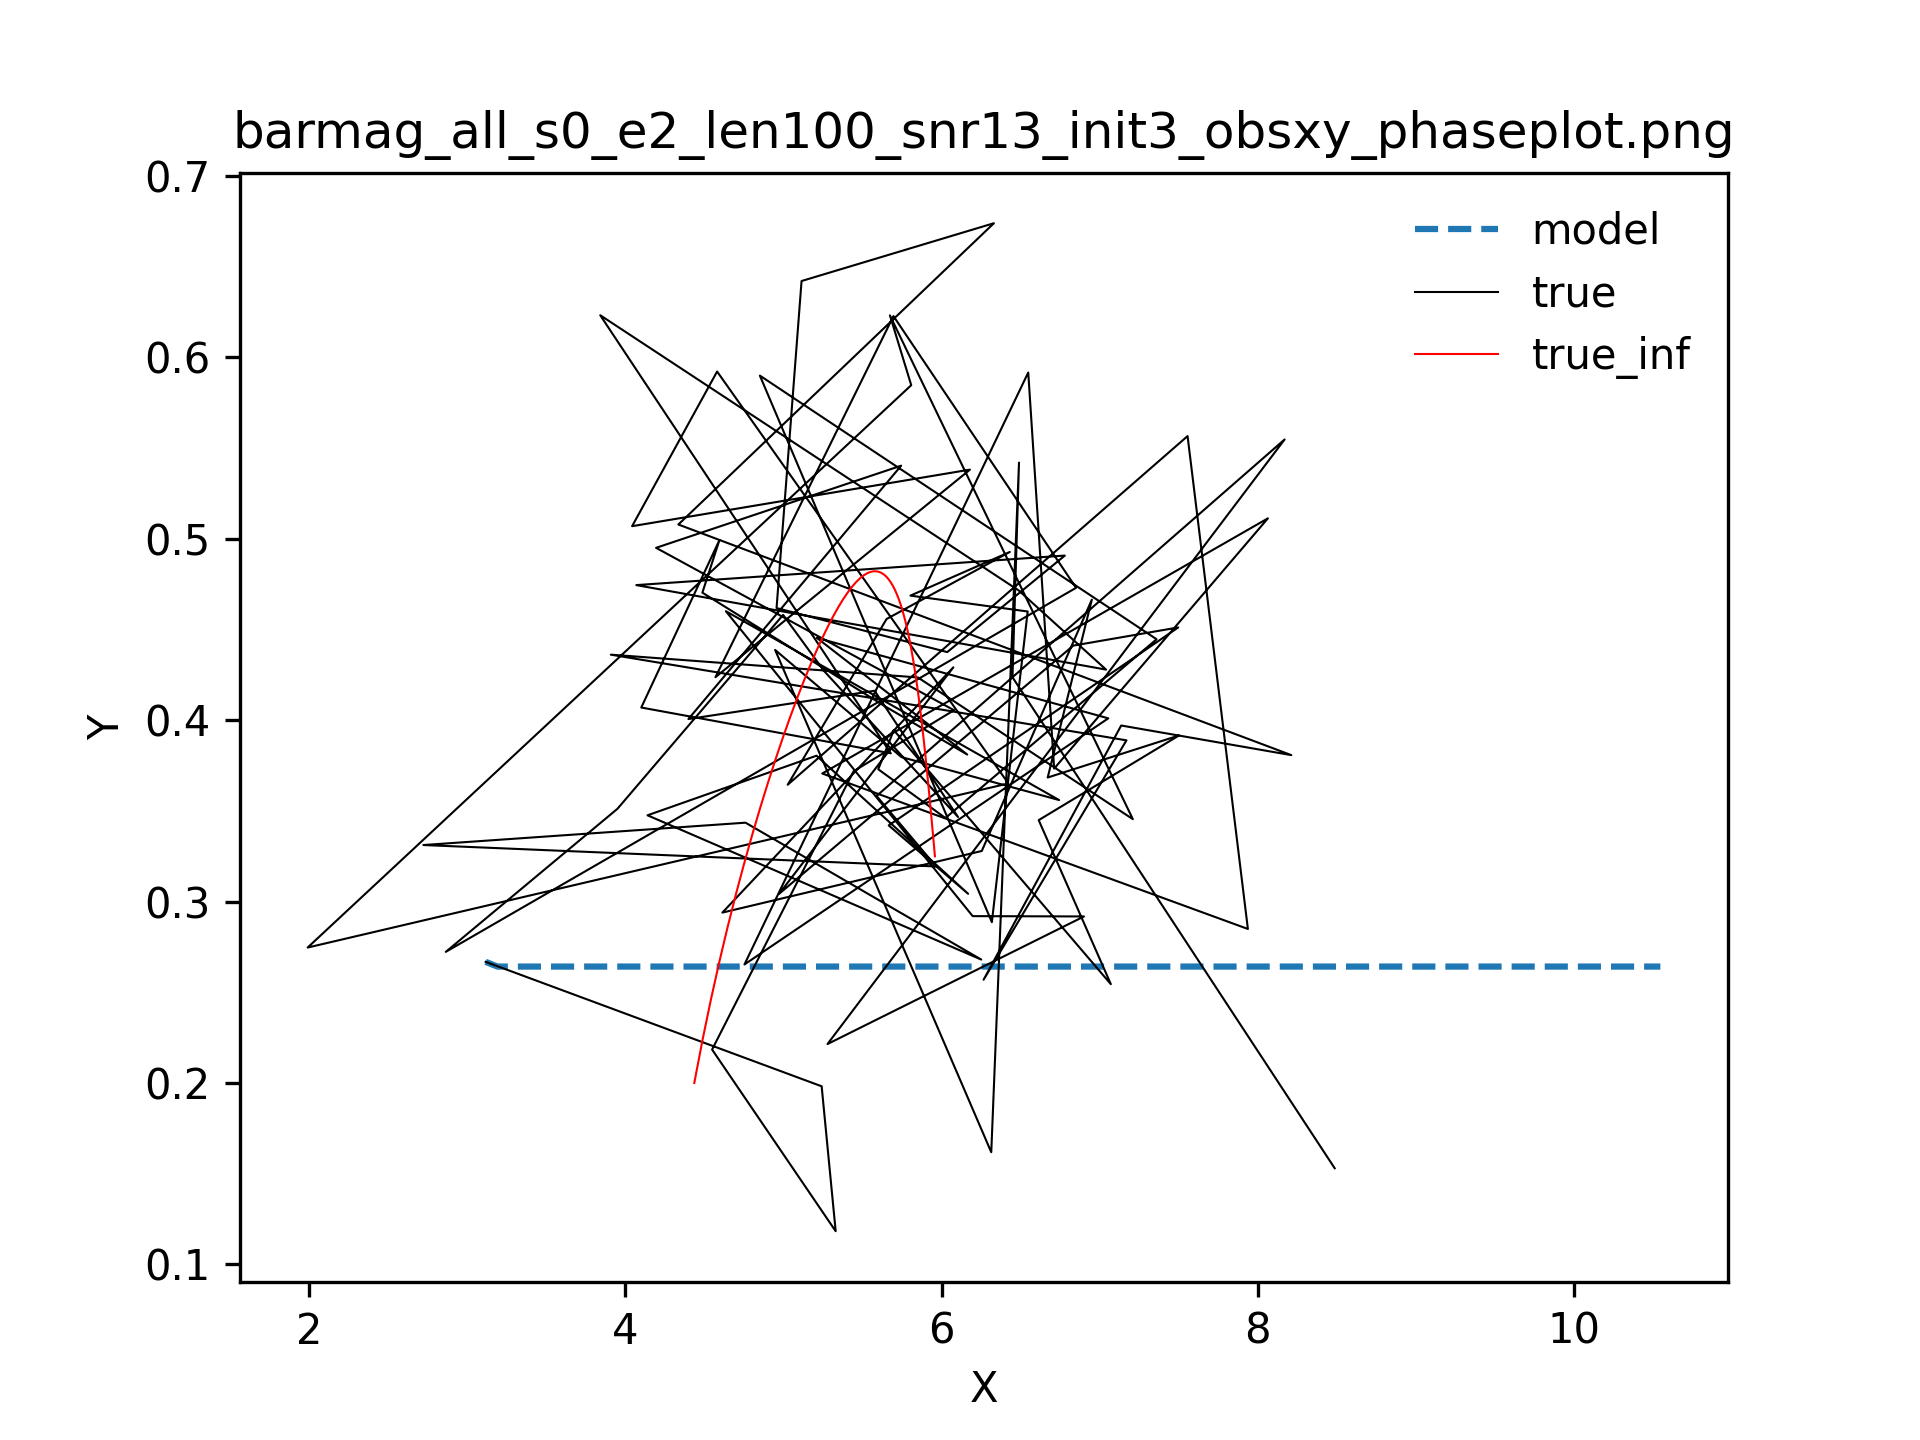 barmag_all_s0_e2_len100_snr13_init3_obsxy_phaseplot.png
model
true
true_inf
0.7
0.6
0.5
0.4
0.3
0.2
0.1
Y
2 4 6 8 10
X